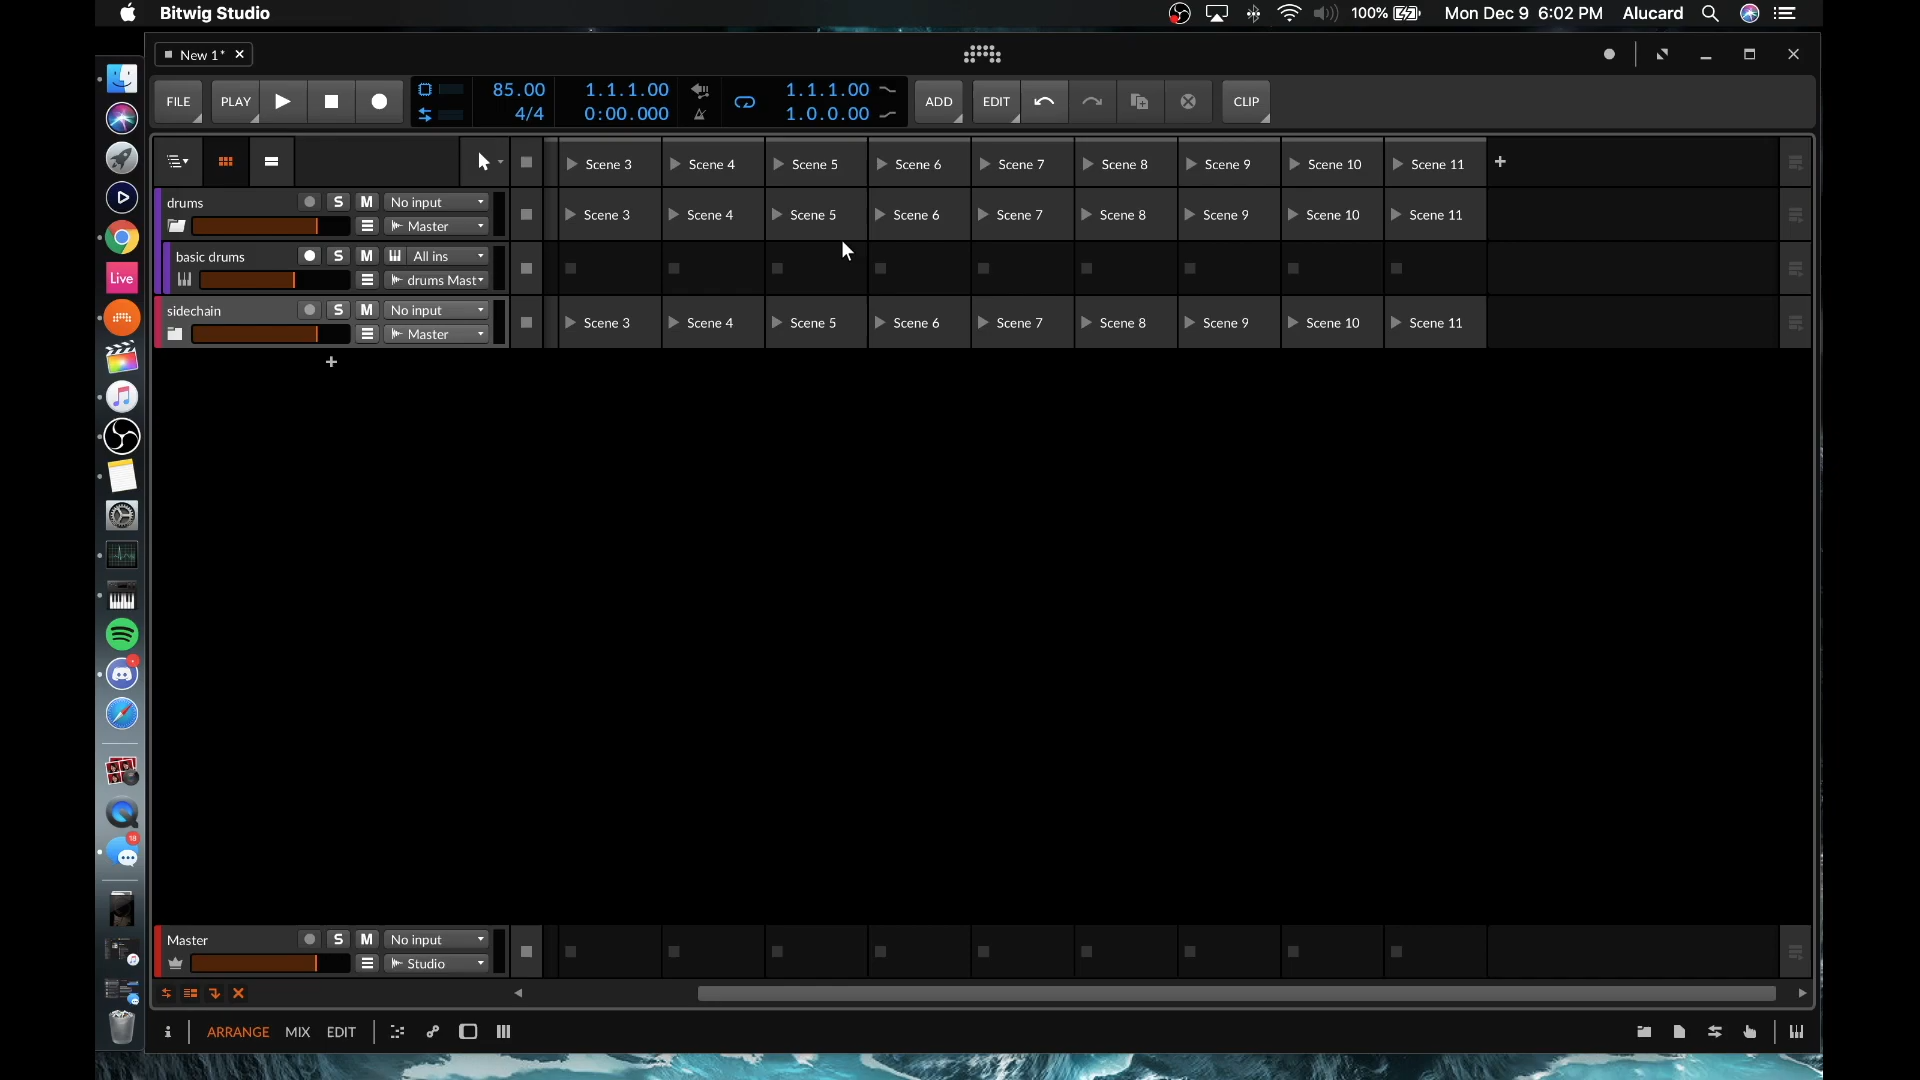 Bitwig Studio 100% Mon Dec 9 6:02 PM Alucard
New 1*
FILE PLAY 85.00 1.1.1.00 1.1.1.00 ADD EDIT CLIP
4/4 0:00.000 1.0.0.00
Scene 3 Scene 4 Scene 5 Scene 6 Scene 7 Scene 8 Scene 9 Scene 10 Scene 11
drums S M No input Scene 3 Scene 4 Scene 5 Scene 6 Scene 7 Scene 8 Scene 9 Scene 10 Scene 11
Master
basic drums S M All ins
drums Mast
Live
sidechain S M No input Scene 3 Scene 4 Scene 5 Scene 6 Scene 7 Scene 8 Scene 9 Scene 10 Scene 11
Master
18
Master S M No input
Studio
i ARRANGE MIX EDIT